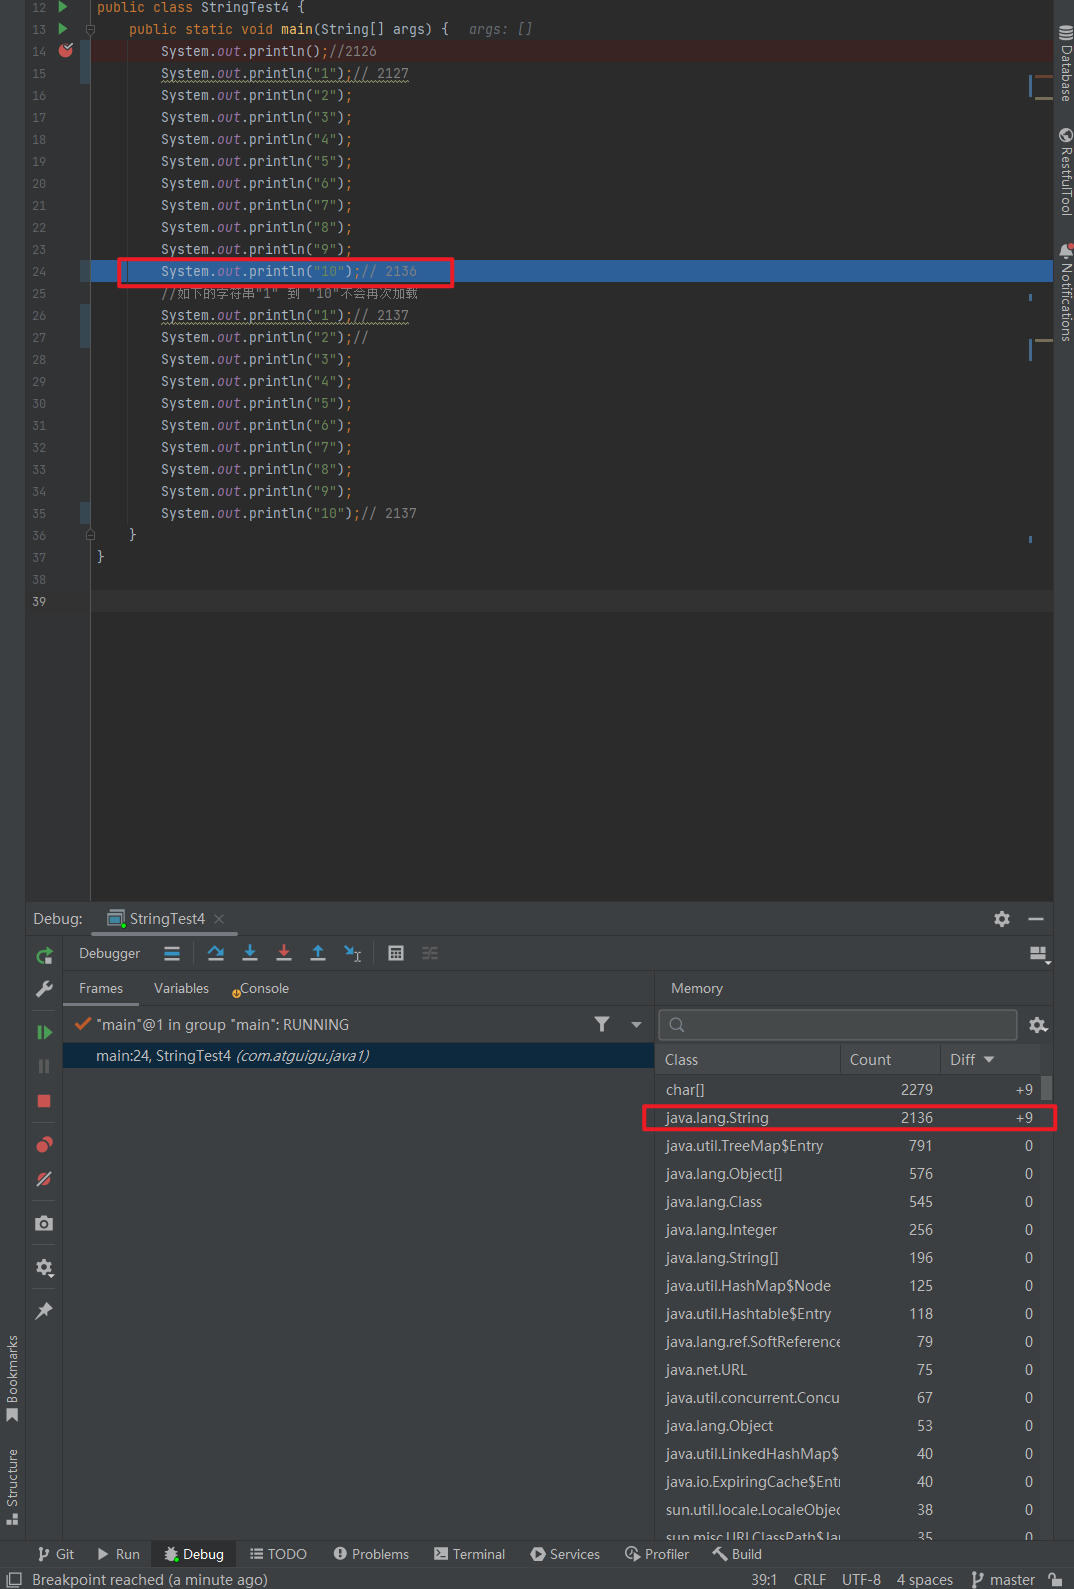 12 public class StringTest4 {
13 public static void main(String[] args) { args: []
14 System.out.println();//2126
15 System.out.println("1");// 2127
16 System.out.println("2");
17 System.out.println("3");
18 System.out.println("4");
19 System.out.println("5");
20 System.out.println("6");
21 System.out.println("7");
22 System.out.println("8");
23 System.out.println("9");
24 System.out.println("10");// 2136
25 //如下的字符串"1" 到 "10"不会再次加载
26 System.out.println("1");// 2137
27 System.out.println("2");//
28 System.out.println("3");
29 System.out.println("4");
30 System.out.println("5");
31 System.out.println("6");
32 System.out.println("7");
33 System.out.println("8");
34 System.out.println("9");
35 System.out.println("10");// 2137
36 }
37 }
38
39
Database
RestfulTool
Notifications
Debug: StringTest4
Debugger
Frames Variables Console
Memory
"main"@1 in group "main": RUNNING
main:24, StringTest4 (com.atguigu.java1)
Class Count Diff
char[] 2279 +9
java.lang.String 2136 +9
java.util.TreeMap$Entry 791 0
java.lang.Object[] 576 0
java.lang.Class 545 0
java.lang.Integer 256 0
java.lang.String[] 196 0
java.util.HashMap$Node 125 0
java.util.Hashtable$Entry 118 0
java.lang.ref.SoftReference 79 0
java.net.URL 75 0
java.util.concurrent.Concu 67 0
java.lang.Object 53 0
java.util.LinkedHashMap$ 40 0
java.io.ExpiringCache$Ent 40 0
sun.util.locale.LocaleObjec 38 0
sun.misc.URLClassPath$Ja 35 0
Bookmarks
Structure
Git Run Debug TODO Problems Terminal Services Profiler Build
Breakpoint reached (a minute ago) 39:1 CRLF UTF-8 4 spaces master